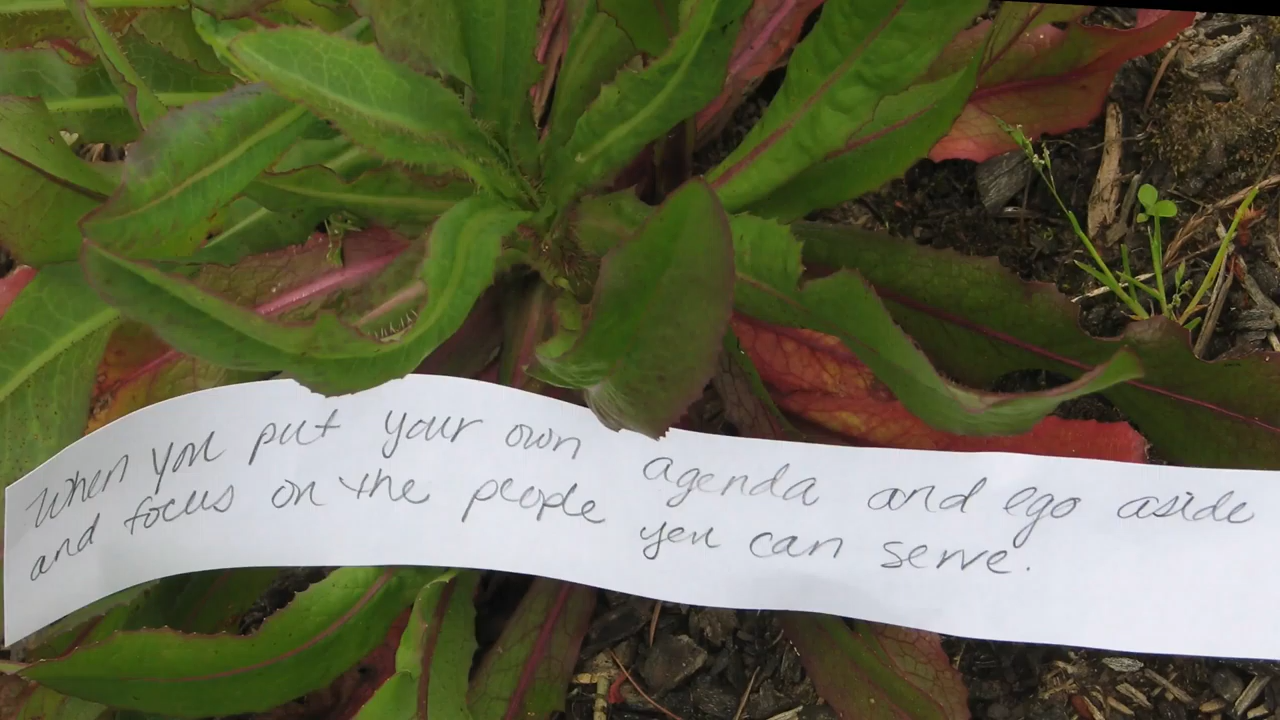 When you put your own agenda and ego aside
and focus on the people you can serve.